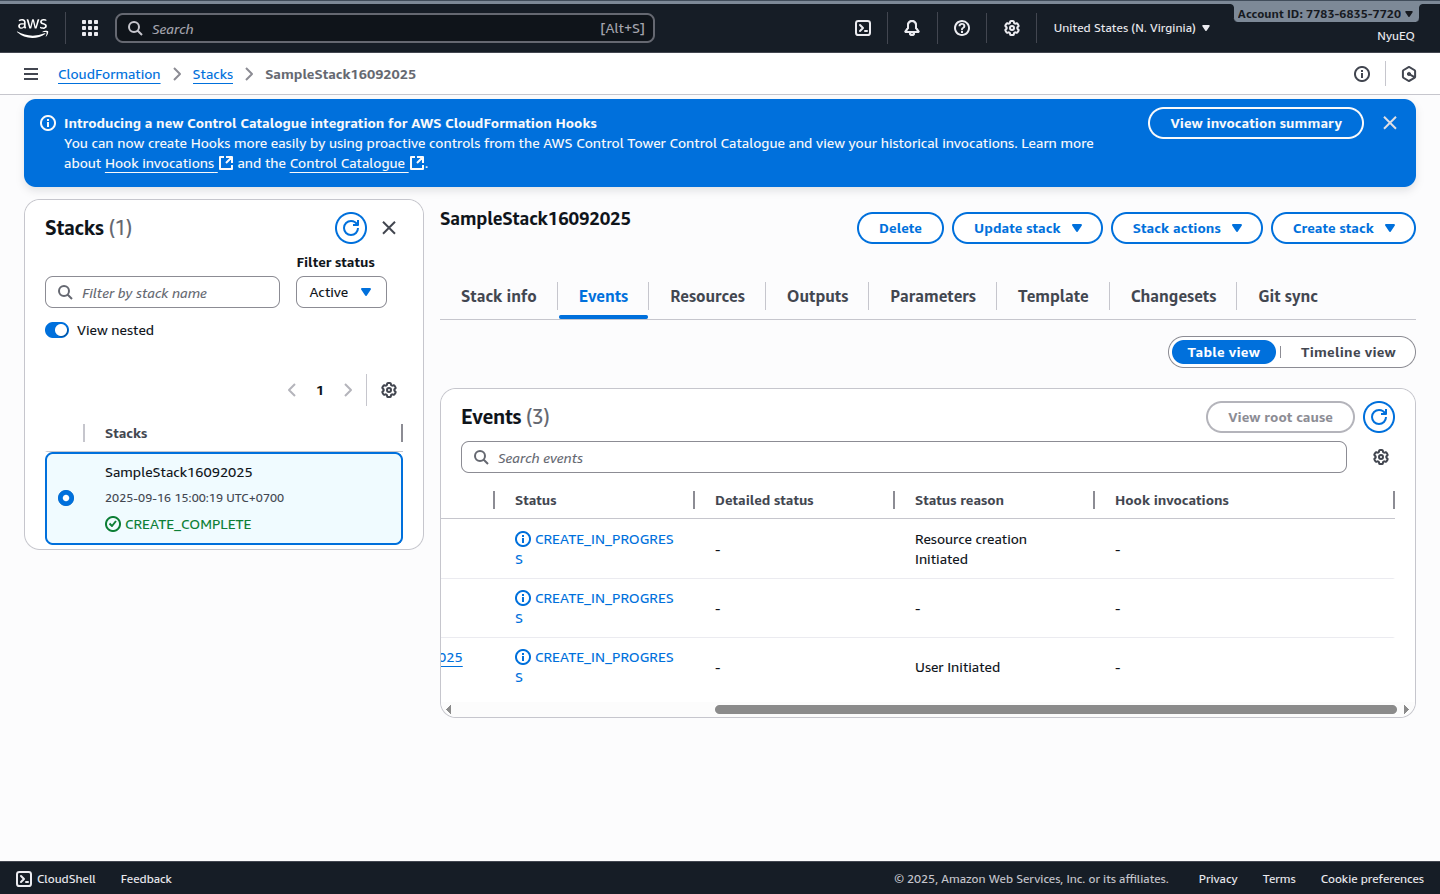 aws
Search [Alt+S]
United States (N. Virginia)
Account ID: 7783-6835-7720
NyuEQ
CloudFormation
Stacks
SampleStack16092025
Introducing a new Control Catalogue integration for AWS CloudFormation Hooks
You can now create Hooks more easily by using proactive controls from the AWS Control Tower Control Catalogue and view your historical invocations. Learn more
about Hook invocations and the Control Catalogue .
View invocation summary
Stacks (1)
Filter status
Filter by stack name
Active
View nested
1
Stacks
SampleStack16092025
2025-09-16 15:00:19 UTC+0700
CREATE_COMPLETE
SampleStack16092025
Delete
Update stack
Stack actions
Create stack
Stack info
Events
Resources
Outputs
Parameters
Template
Changesets
Git sync
Table view
Timeline view
Events (3)
View root cause
Search events
Status
Detailed status
Status reason
Hook invocations
CREATE_IN_PROGRES
S
-
Resource creation
Initiated
-
CREATE_IN_PROGRES
S
-
-
-
025
CREATE_IN_PROGRES
S
-
User Initiated
-
CloudShell
Feedback
© 2025, Amazon Web Services, Inc. or its affiliates.
Privacy
Terms
Cookie preferences